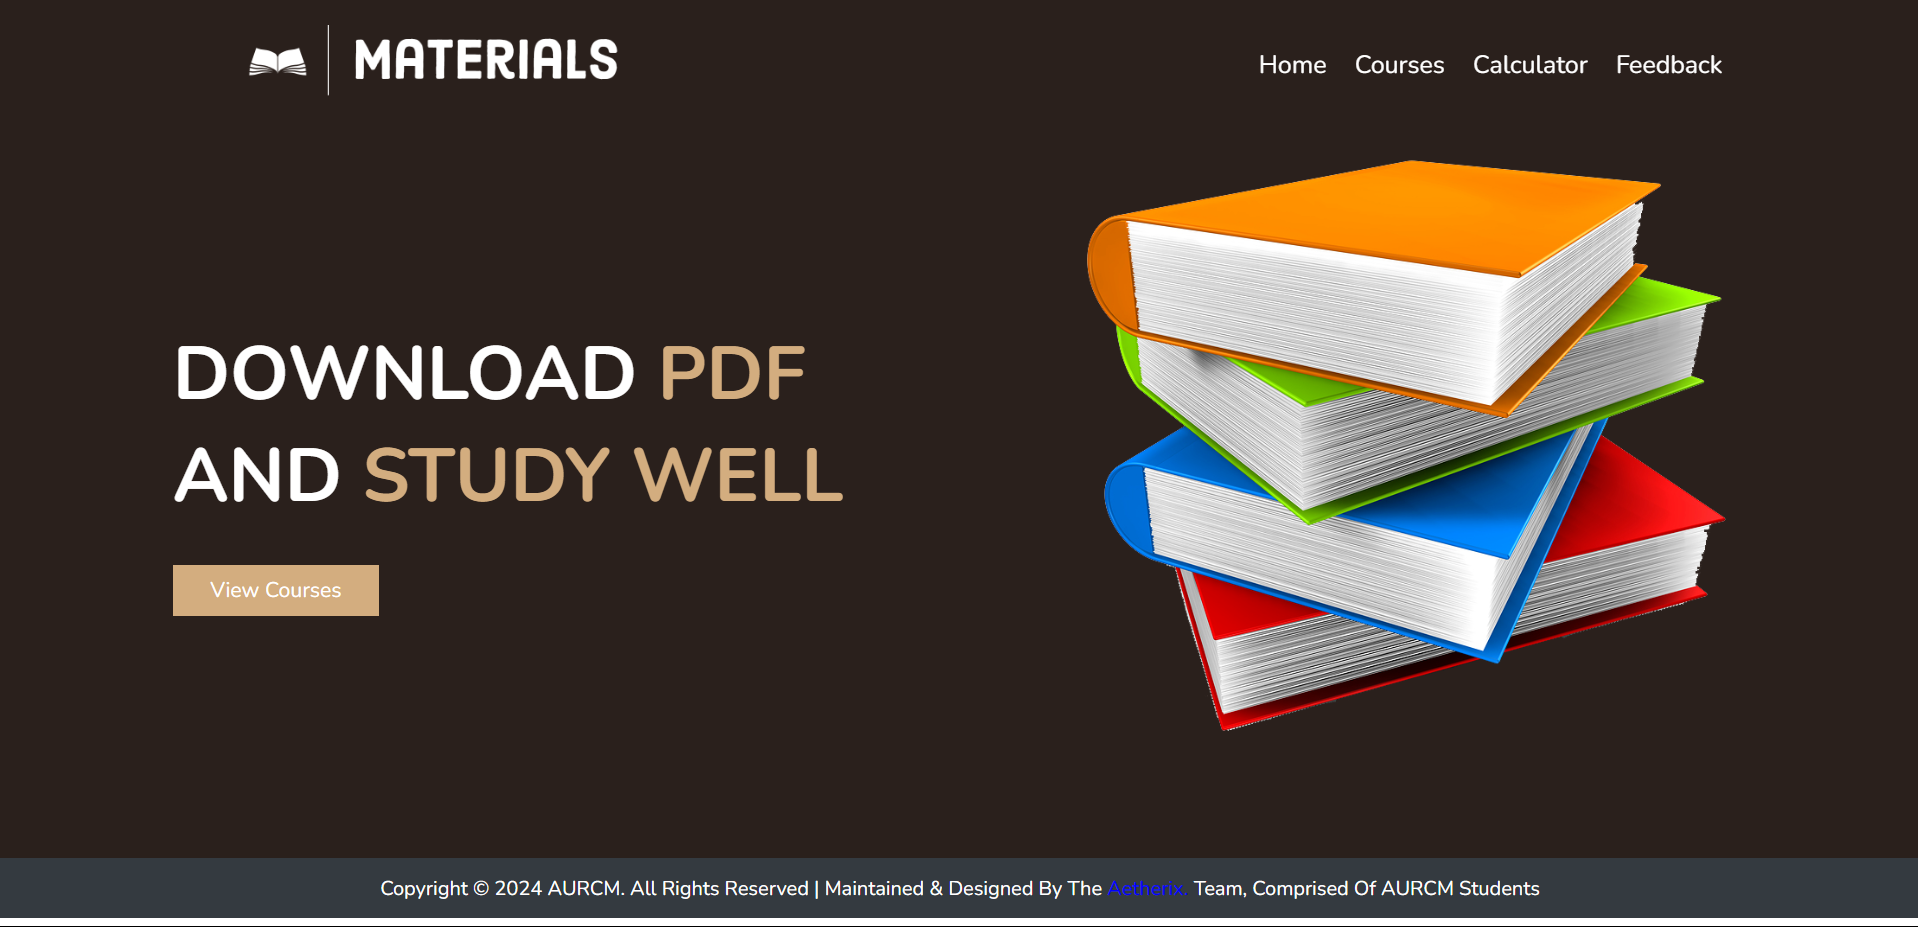 MATERIALS
Home Courses Calculator Feedback
DOWNLOAD PDF
AND STUDY WELL
View Courses
Copyright © 2024 AURCM. All Rights Reserved | Maintained & Designed By The Aetherix. Team, Comprised Of AURCM Students